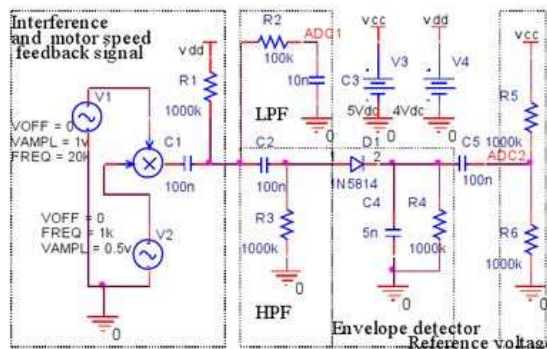 Interference
and motor speed
feedback signal
vdd
R1
1000k
V1
VOFF = 0
VAMPL = 1v
FREQ = 20k
C1
100n
VOFF = 0
FREQ = 1k
VAMPL = 0.5v
V2
0
R2
100k
ADC1
10n
C3
LPF
0
C2
100n
R3
1000k
0
HPF
vcc
V3
5Vdc
0
V4
4Vdc
0
D1
2
IN5814
C4
5n
R4
1000k
0
C5
100n
ADC2
vcc
R5
1000k
R6
1000k
0
Envelope detector
Reference voltage